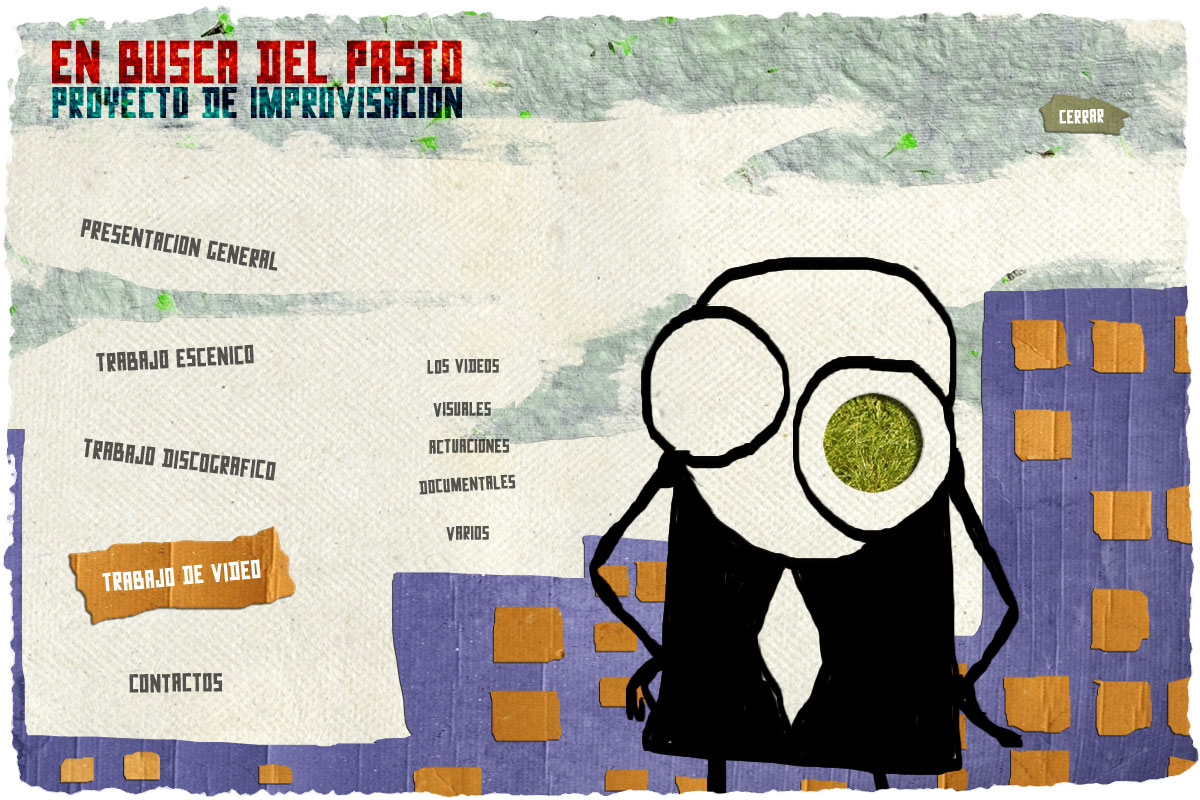 EN BUSCA DEL PASTO
PROYECTO DE IMPROVISACION
CERRAR
PRESENTACION GENERAL
TRABAJO ESCENICO
TRABAJO DISCOGRAFICO
TRABAJO DE VIDEO
CONTACTOS
LOS VIDEOS
VISUALES
ACTUACIONES
DOCUMENTALES
VARIOS